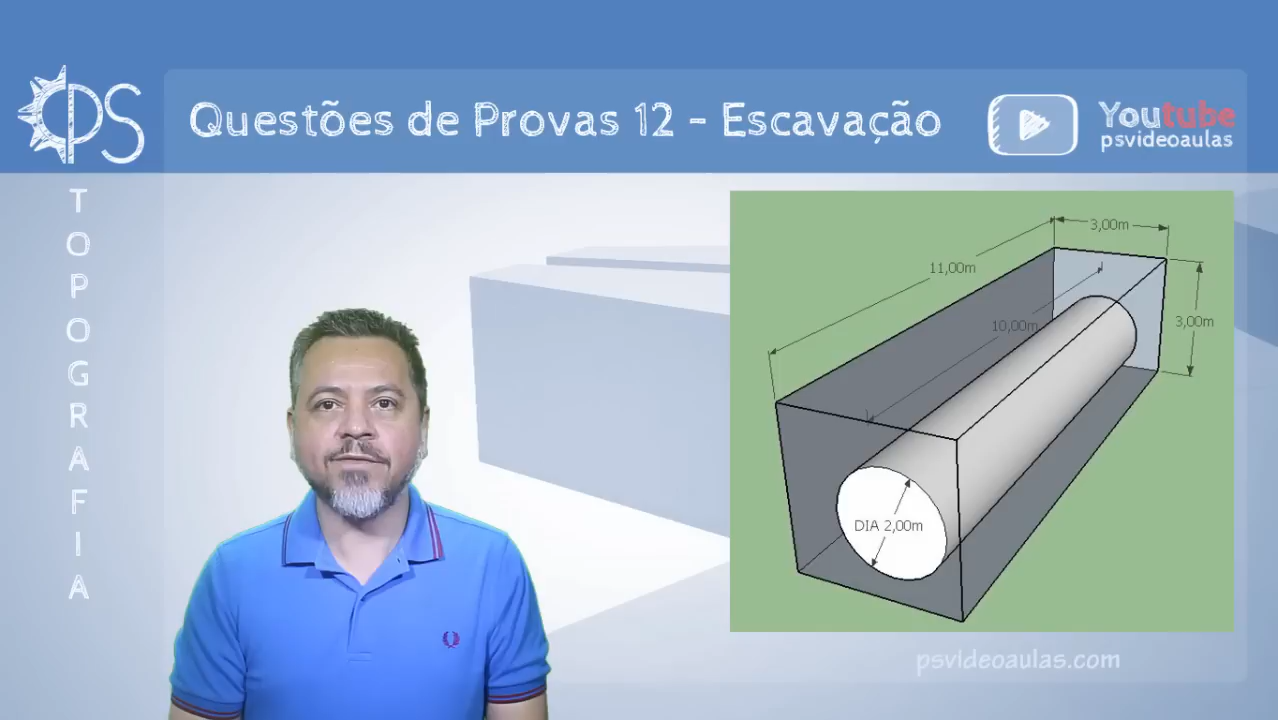 PS
Questões de Provas 12 - Escavação
Youtube
psvideoaulas
TOPOGRAFIA
3,00m
11,00m
10,00m
3,00m
DIA 2,00m
psvideoaulas.com